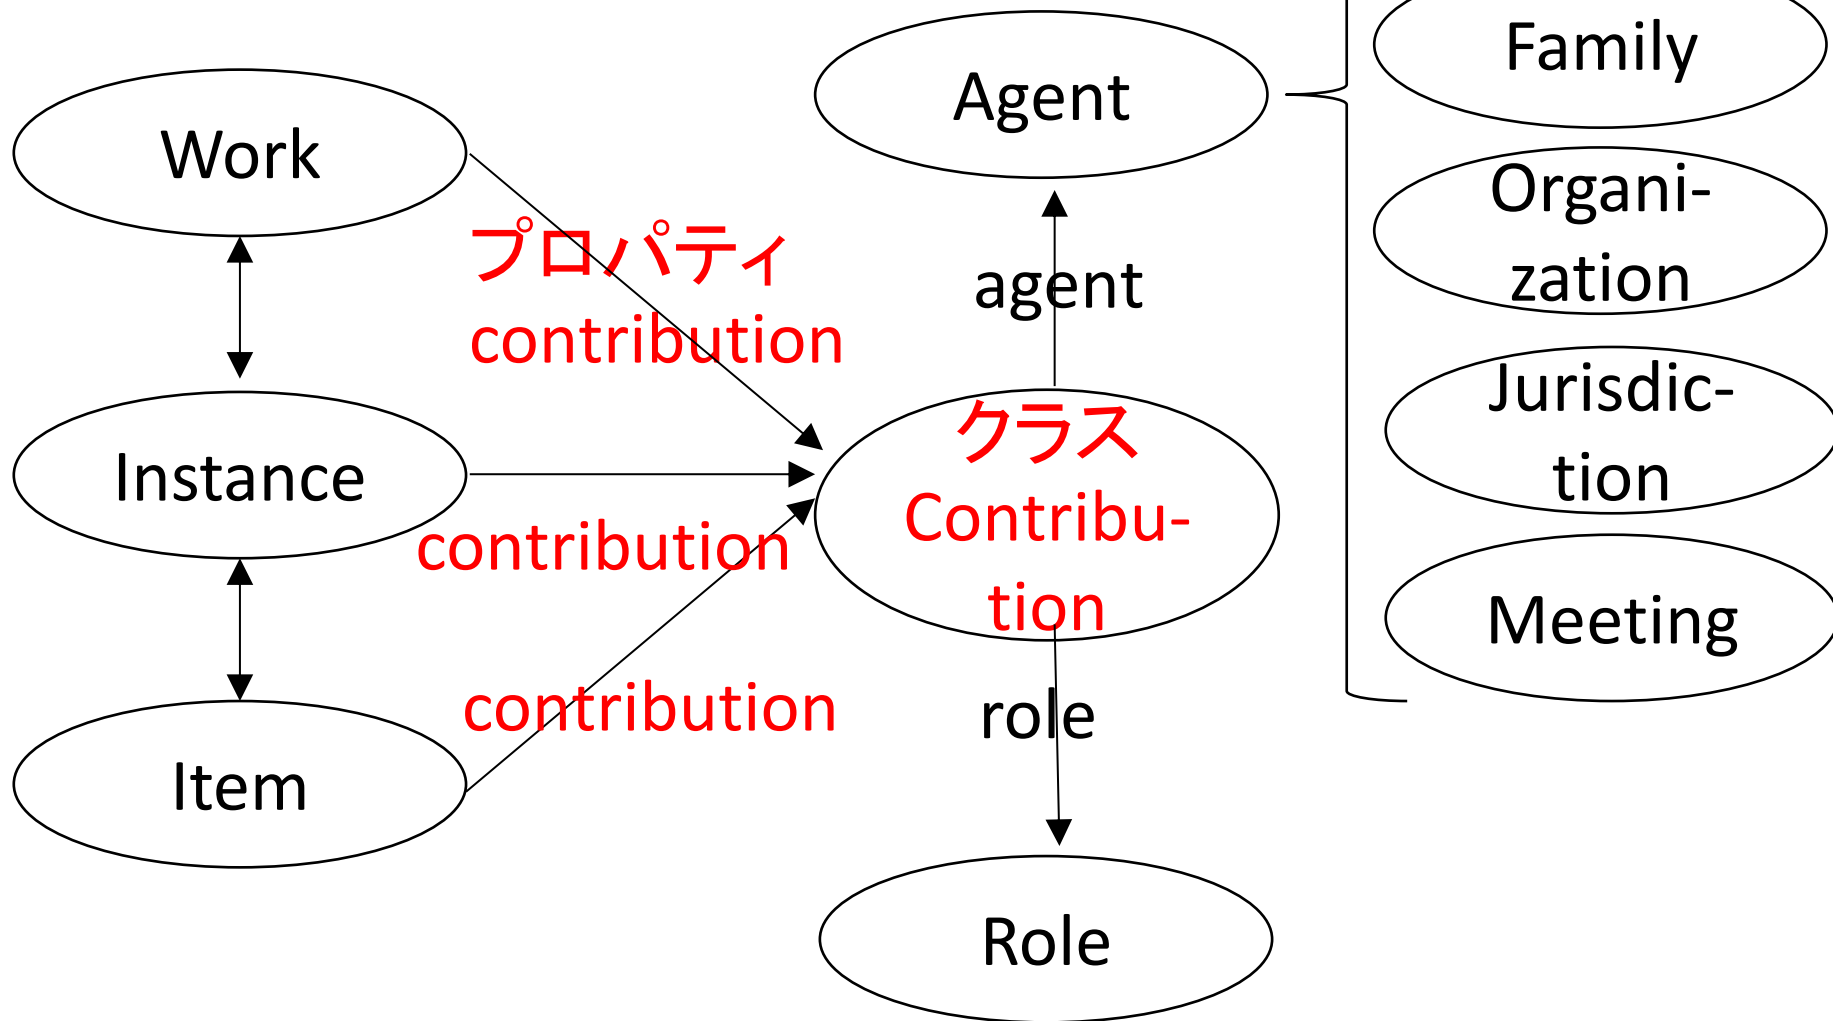 Work
Instance
Item
プロパティ
contribution
contribution
contribution
Agent
agent
クラス
Contribu-
tion
role
Role
Family
Organi-
zation
Jurisdic-
tion
Meeting